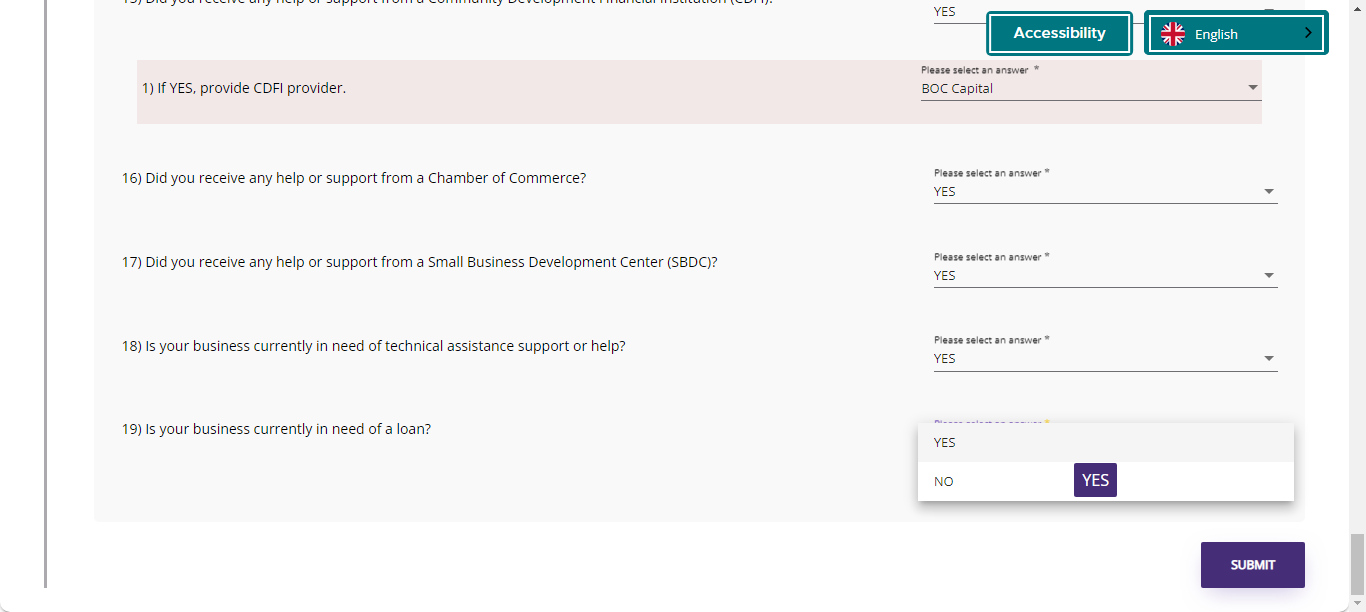 15) Did you receive any help or support from a Community Development Financial Institution (CDFI)?
YES
Accessibility
English
1) If YES, provide CDFI provider.
Please select an answer *
BOC Capital
16) Did you receive any help or support from a Chamber of Commerce?
Please select an answer *
YES
17) Did you receive any help or support from a Small Business Development Center (SBDC)?
Please select an answer *
YES
18) Is your business currently in need of technical assistance support or help?
Please select an answer *
YES
19) Is your business currently in need of a loan?
Please select an answer *
YES
NO
YES
SUBMIT